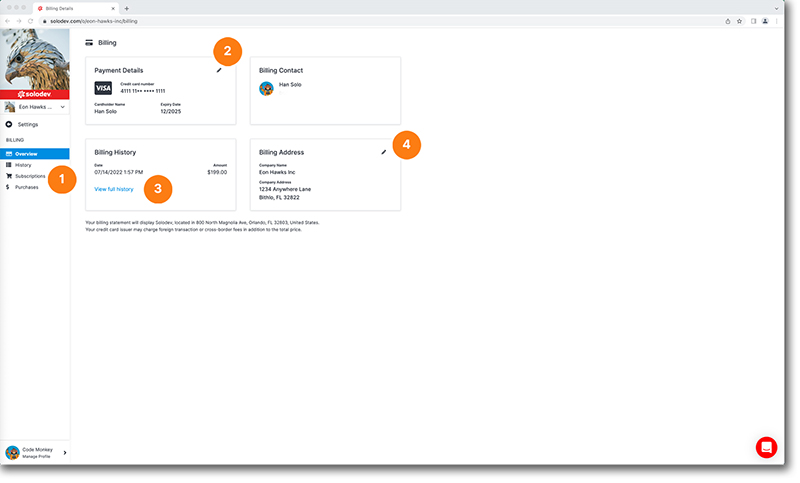 Billing Details
solodev.com/o/eon-hawks-inc/billing
solodev
Eon Hawks ...
Settings
BILLING
Overview
History
Subscriptions
Purchases
1
Code Monkey
Manage Profile
Billing
2
Payment Details
VISA
Credit card number
4111 11•• •••• 1111
Cardholder Name
Expiry Date
Han Solo
12/2025
Billing Contact
Han Solo
Billing History
Date
Amount
07/14/2022 1:57 PM
$199.00
View full history
3
4
Billing Address
Company Name
Eon Hawks Inc
Company Address
1234 Anywhere Lane
Bithlo, FL 32822
Your billing statement will display Solodev, located in 800 North Magnolia Ave, Orlando, FL 32803, United States.
Your credit card issuer may charge foreign transaction or cross-border fees in addition to the total price.